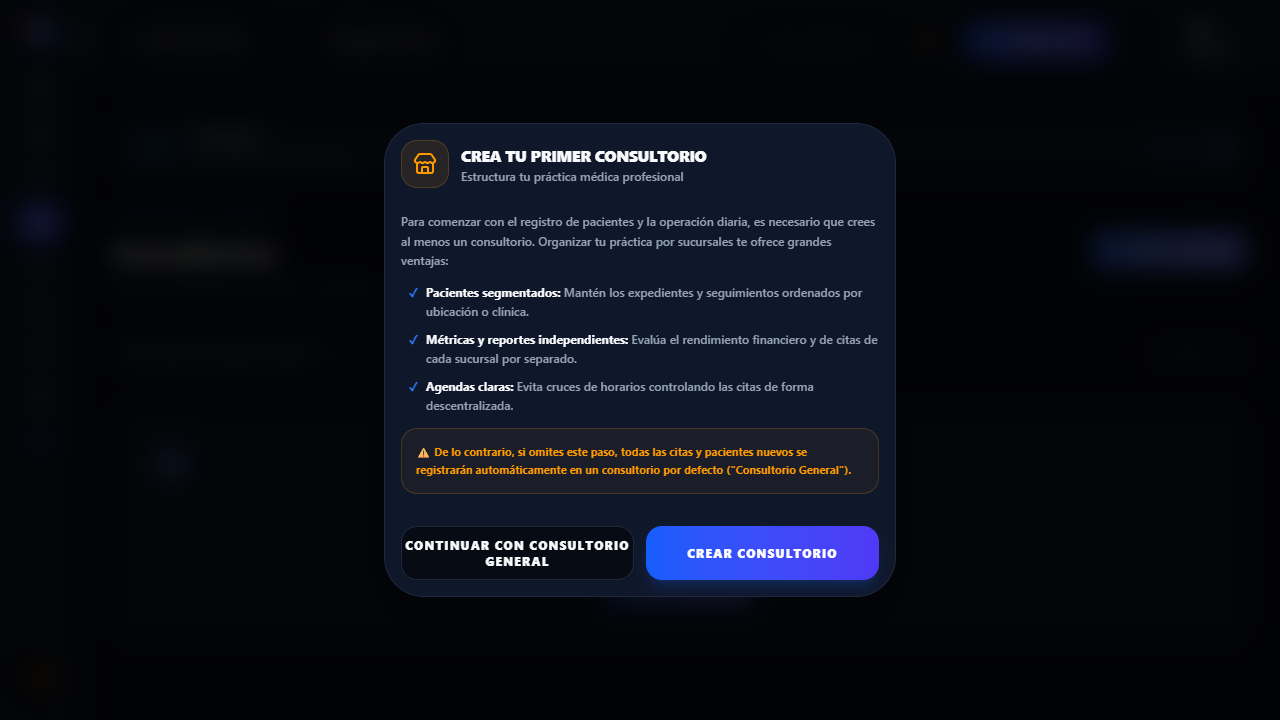 CREA TU PRIMER CONSULTORIO
Estructura tu práctica médica profesional
Para comenzar con el registro de pacientes y la operación diaria, es necesario que crees
al menos un consultorio. Organizar tu práctica por sucursales te ofrece grandes
ventajas:
✓ Pacientes segmentados: Mantén los expedientes y seguimientos ordenados por
ubicación o clínica.
✓ Métricas y reportes independientes: Evalúa el rendimiento financiero y de citas de
cada sucursal por separado.
✓ Agendas claras: Evita cruces de horarios controlando las citas de forma
descentralizada.
⚠ De lo contrario, si omites este paso, todas las citas y pacientes nuevos se
registrarán automáticamente en un consultorio por defecto ("Consultorio General").
CONTINUAR CON CONSULTORIO
GENERAL
CREAR CONSULTORIO